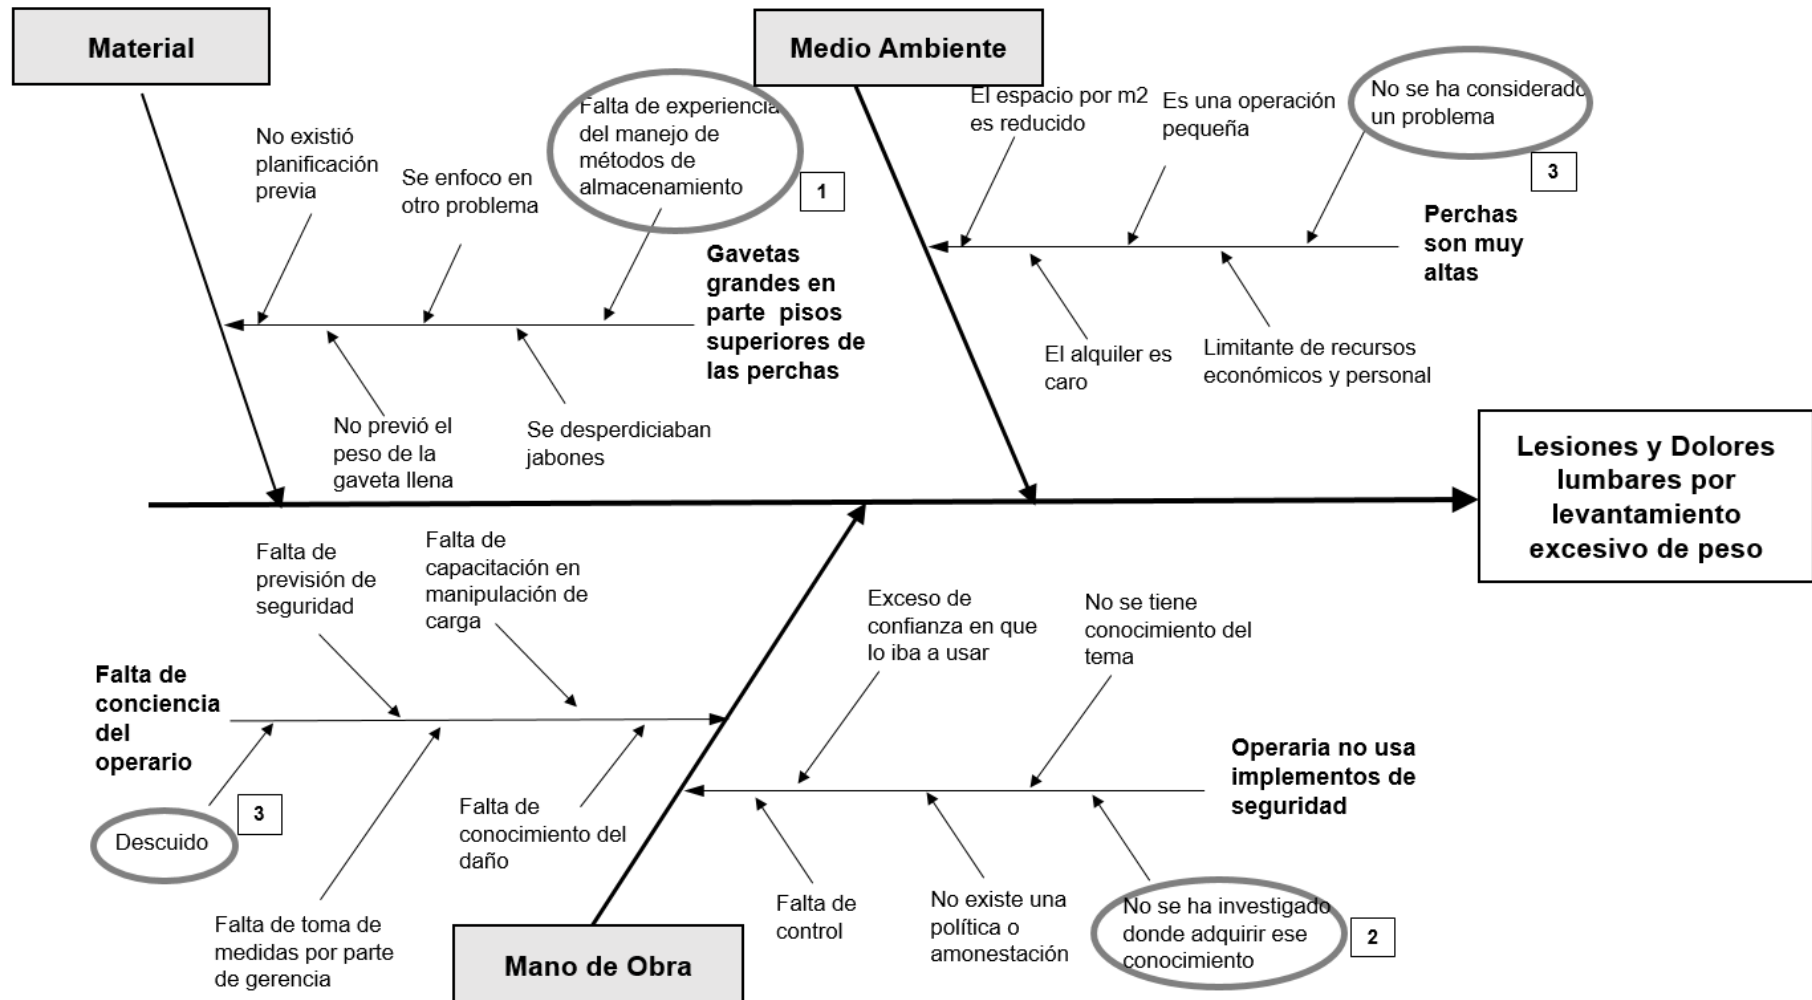 Material
Medio Ambiente
No existió
planificación
previa
Se enfoco en
otro problema
Falta de experiencia
del manejo de
métodos de
almacenamiento
1
Gavetas
grandes en
parte pisos
superiores de
las perchas
No previó el
peso de la
gaveta llena
Se desperdiciaban
jabones
El espacio por m2
es reducido
Es una operación
pequeña
No se ha considerado
un problema
3
Perchas
son muy
altas
El alquiler es
caro
Limitante de recursos
económicos y personal
Lesiones y Dolores
lumbares por
levantamiento
excesivo de peso
Falta de
previsión de
seguridad
Falta de
capacitación en
manipulación de
carga
Falta de
conciencia
del
operario
Descuido
3
Falta de toma de
medidas por parte
de gerencia
Falta de
conocimiento del
daño
Exceso de
confianza en que
lo iba a usar
No se tiene
conocimiento del
tema
Operaria no usa
implementos de
seguridad
Falta de
control
No existe una
política o
amonestación
No se ha investigado
donde adquirir ese
conocimiento
2
Mano de Obra